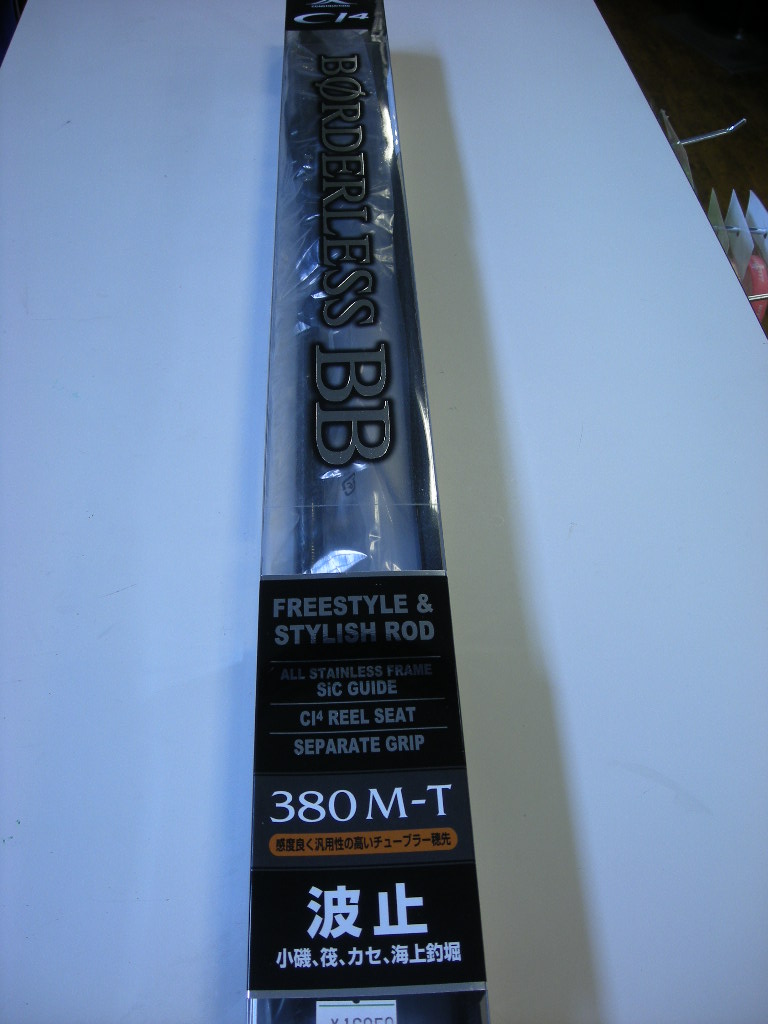 CI4
BØRDERLESS BB
FREESTYLE &
STYLISH ROD
ALL STAINLESS FRAME
SiC GUIDE
CI⁴ REEL SEAT
SEPARATE GRIP
380 M-T
感度良く汎用性の高いチューブラー穂先
波止
小磯、筏、カセ、海上釣堀